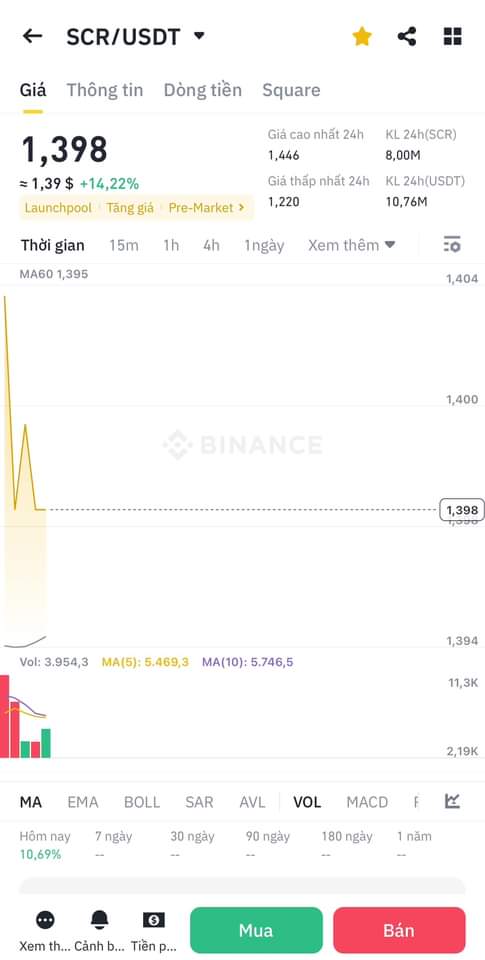 SCR/USDT
Giá Thông tin Dòng tiền Square
1,398
≈ 1,39 $ +14,22%
Launchpool · Tăng giá · Pre-Market >
Giá cao nhất 24h KL 24h(SCR)
1,446 8,00M
Giá thấp nhất 24h KL 24h(USDT)
1,220 10,76M
Thời gian 15m 1h 4h 1ngày Xem thêm
MA60 1,395
1,404
1,400
BINANCE
1,398
1,398
1,394
Vol: 3.954,3 MA(5): 5.469,3 MA(10): 5.746,5
11,3K
2,19K
MA EMA BOLL SAR AVL VOL MACD
Hôm nay 7 ngày 30 ngày 90 ngày 180 ngày 1 năm
10,69% -- -- -- -- --
Xem th... Cảnh b... Tiền p...
Mua Bán